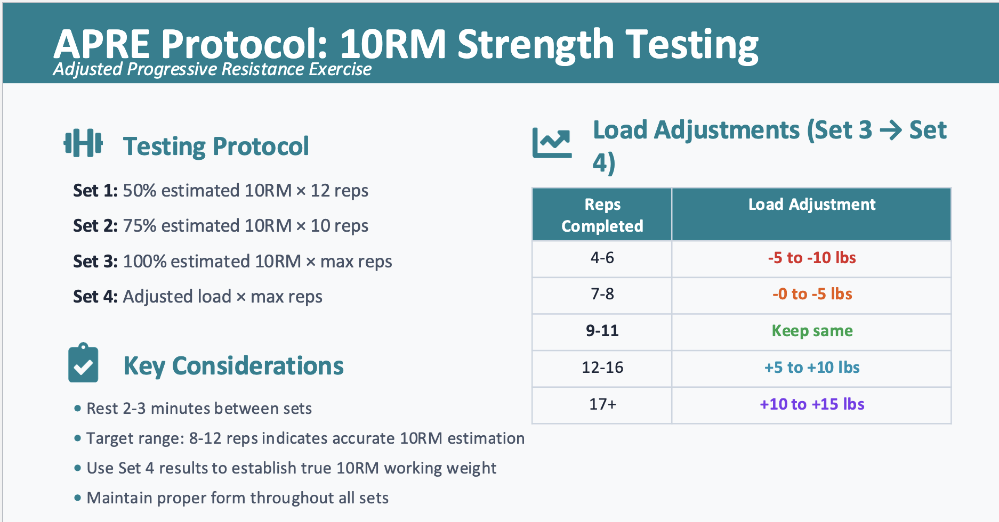 APRE Protocol: 10RM Strength Testing
Adjusted Progressive Resistance Exercise
Testing Protocol
Set 1: 50% estimated 10RM × 12 reps
Set 2: 75% estimated 10RM × 10 reps
Set 3: 100% estimated 10RM × max reps
Set 4: Adjusted load × max reps
Key Considerations
• Rest 2-3 minutes between sets
• Target range: 8-12 reps indicates accurate 10RM estimation
• Use Set 4 results to establish true 10RM working weight
• Maintain proper form throughout all sets
Load Adjustments (Set 3 → Set
4)
Reps
Completed
Load Adjustment
4-6 -5 to -10 lbs
7-8 -0 to -5 lbs
9-11 Keep same
12-16 +5 to +10 lbs
17+ +10 to +15 lbs